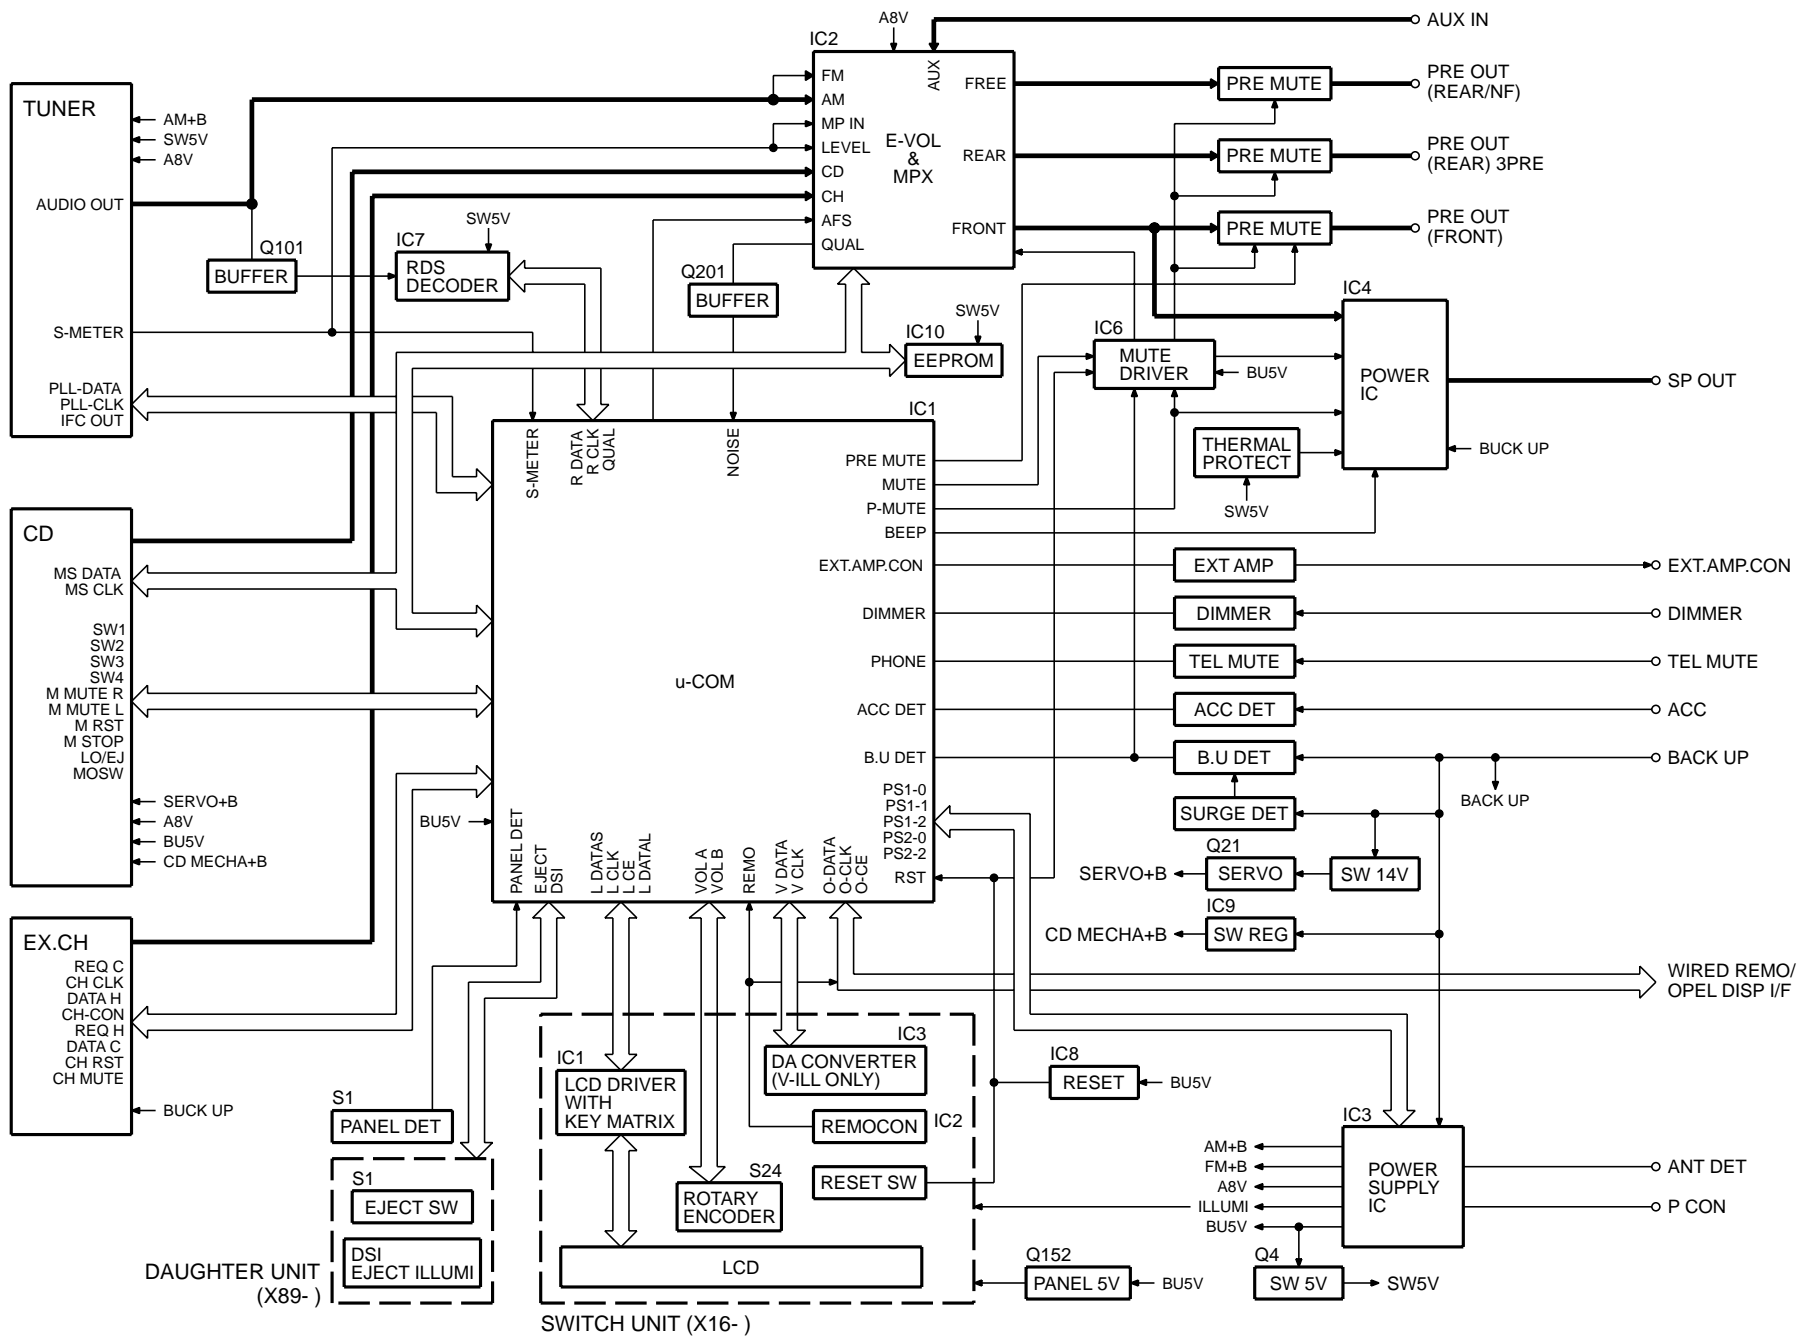 TUNER
AM+B
SW5V
A8V
AUDIO OUT
S-METER
PLL-DATA
PLL-CLK
IFC OUT
Q101
BUFFER
IC7
SW5V
RDS
DECODER
Q201
BUFFER
IC10
SW5V
EEPROM
IC2
A8V
AUX
FM
AM
MP IN
LEVEL
CD
CH
AFS
QUAL
E-VOL
&
MPX
FREE
REAR
FRONT
AUX IN
PRE MUTE
PRE OUT
(REAR/NF)
PRE MUTE
PRE OUT
(REAR) 3PRE
PRE MUTE
PRE OUT
(FRONT)
IC6
MUTE
DRIVER
BU5V
IC4
POWER
IC
SP OUT
BUCK UP
THERMAL
PROTECT
SW5V
CD
MS DATA
MS CLK
SW1
SW2
SW3
SW4
M MUTE R
M MUTE L
M RST
M STOP
LO/EJ
MOSW
SERVO+B
A8V
BU5V
CD MECHA+B
EX.CH
REQ C
CH CLK
DATA H
CH-CON
REQ H
DATA C
CH RST
CH MUTE
BUCK UP
IC1
S-METER
R DATA
R CLK
QUAL
NOISE
u-COM
PRE MUTE
MUTE
P-MUTE
BEEP
EXT.AMP.CON
DIMMER
PHONE
ACC DET
B.U DET
PS1-0
PS1-1
PS1-2
PS2-0
PS2-2
RST
BU5V
PANEL DET
EJECT
DSI
L DATAS
L CLK
L CE
L DATAL
VOL A
VOL B
REMO
V DATA
V CLK
O-DATA
O-CLK
O-CE
EXT AMP
EXT.AMP.CON
DIMMER
DIMMER
TEL MUTE
TEL MUTE
ACC DET
ACC
B.U DET
BACK UP
BACK UP
SURGE DET
Q21
SERVO+B
SERVO
SW 14V
IC9
CD MECHA+B
SW REG
WIRED REMO/
OPEL DISP I/F
S1
PANEL DET
S1
EJECT SW
DSI
EJECT ILLUMI
DAUGHTER UNIT
(X89- )
IC1
LCD DRIVER
WITH
KEY MATRIX
IC3
DA CONVERTER
(V-ILL ONLY)
REMOCON
IC2
RESET SW
S24
ROTARY
ENCODER
LCD
SWITCH UNIT (X16- )
IC8
RESET
BU5V
Q152
PANEL 5V
BU5V
IC3
POWER
SUPPLY
IC
AM+B
FM+B
A8V
ILLUMI
BU5V
ANT DET
P CON
Q4
SW 5V
SW5V